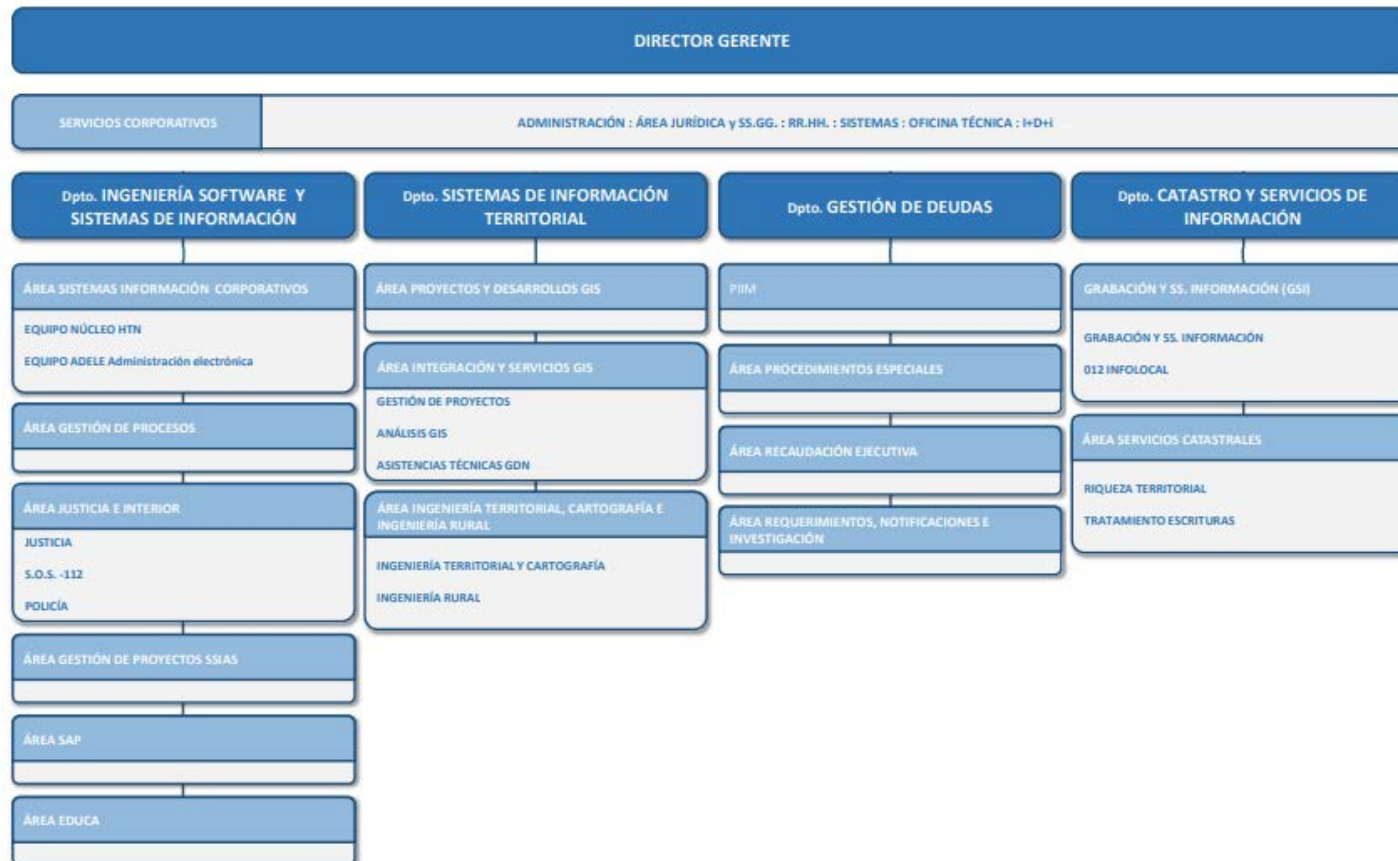 DIRECTOR GERENTE
SERVICIOS CORPORATIVOS
ADMINISTRACIÓN : ÁREA JURÍDICA y SS.GG. : RR.HH. : SISTEMAS : OFICINA TÉCNICA : I+D+i
Dpto. INGENIERÍA SOFTWARE Y
SISTEMAS DE INFORMACIÓN
ÁREA SISTEMAS INFORMACIÓN CORPORATIVOS
EQUIPO NÚCLEO HTN
EQUIPO ADELE Administración electrónica
ÁREA GESTIÓN DE PROCESOS
ÁREA JUSTICIA E INTERIOR
JUSTICIA
S.O.S. -112
POLICÍA
ÁREA GESTIÓN DE PROYECTOS SSIAS
ÁREA SAP
ÁREA EDUCA
Dpto. SISTEMAS DE INFORMACIÓN
TERRITORIAL
ÁREA PROYECTOS Y DESARROLLOS GIS
ÁREA INTEGRACIÓN Y SERVICIOS GIS
GESTIÓN DE PROYECTOS
ANÁLISIS GIS
ASISTENCIAS TÉCNICAS GDN
ÁREA INGENIERÍA TERRITORIAL, CARTOGRAFÍA E
INGENIERÍA RURAL
INGENIERÍA TERRITORIAL Y CARTOGRAFÍA
INGENIERÍA RURAL
Dpto. GESTIÓN DE DEUDAS
PIIM
ÁREA PROCEDIMIENTOS ESPECIALES
ÁREA RECAUDACIÓN EJECUTIVA
ÁREA REQUERIMIENTOS, NOTIFICACIONES E
INVESTIGACIÓN
Dpto. CATASTRO Y SERVICIOS DE
INFORMACIÓN
GRABACIÓN Y SS. INFORMACIÓN (GSI)
GRABACIÓN Y SS. INFORMACIÓN
012 INFOLOCAL
ÁREA SERVICIOS CATASTRALES
RIQUEZA TERRITORIAL
TRATAMIENTO ESCRITURAS